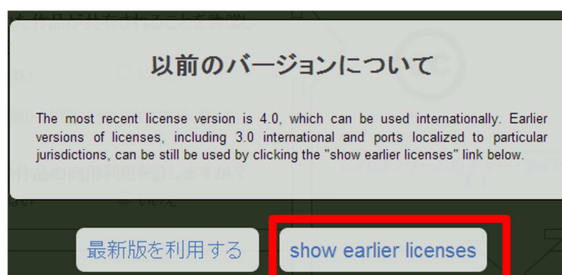 以前のバージョンについて
The most recent license version is 4.0, which can be used internationally. Earlier
versions of licenses, including 3.0 international and ports localized to particular
jurisdictions, can be still be used by clicking the "show earlier licenses" link below.
最新版を利用する
show earlier licenses